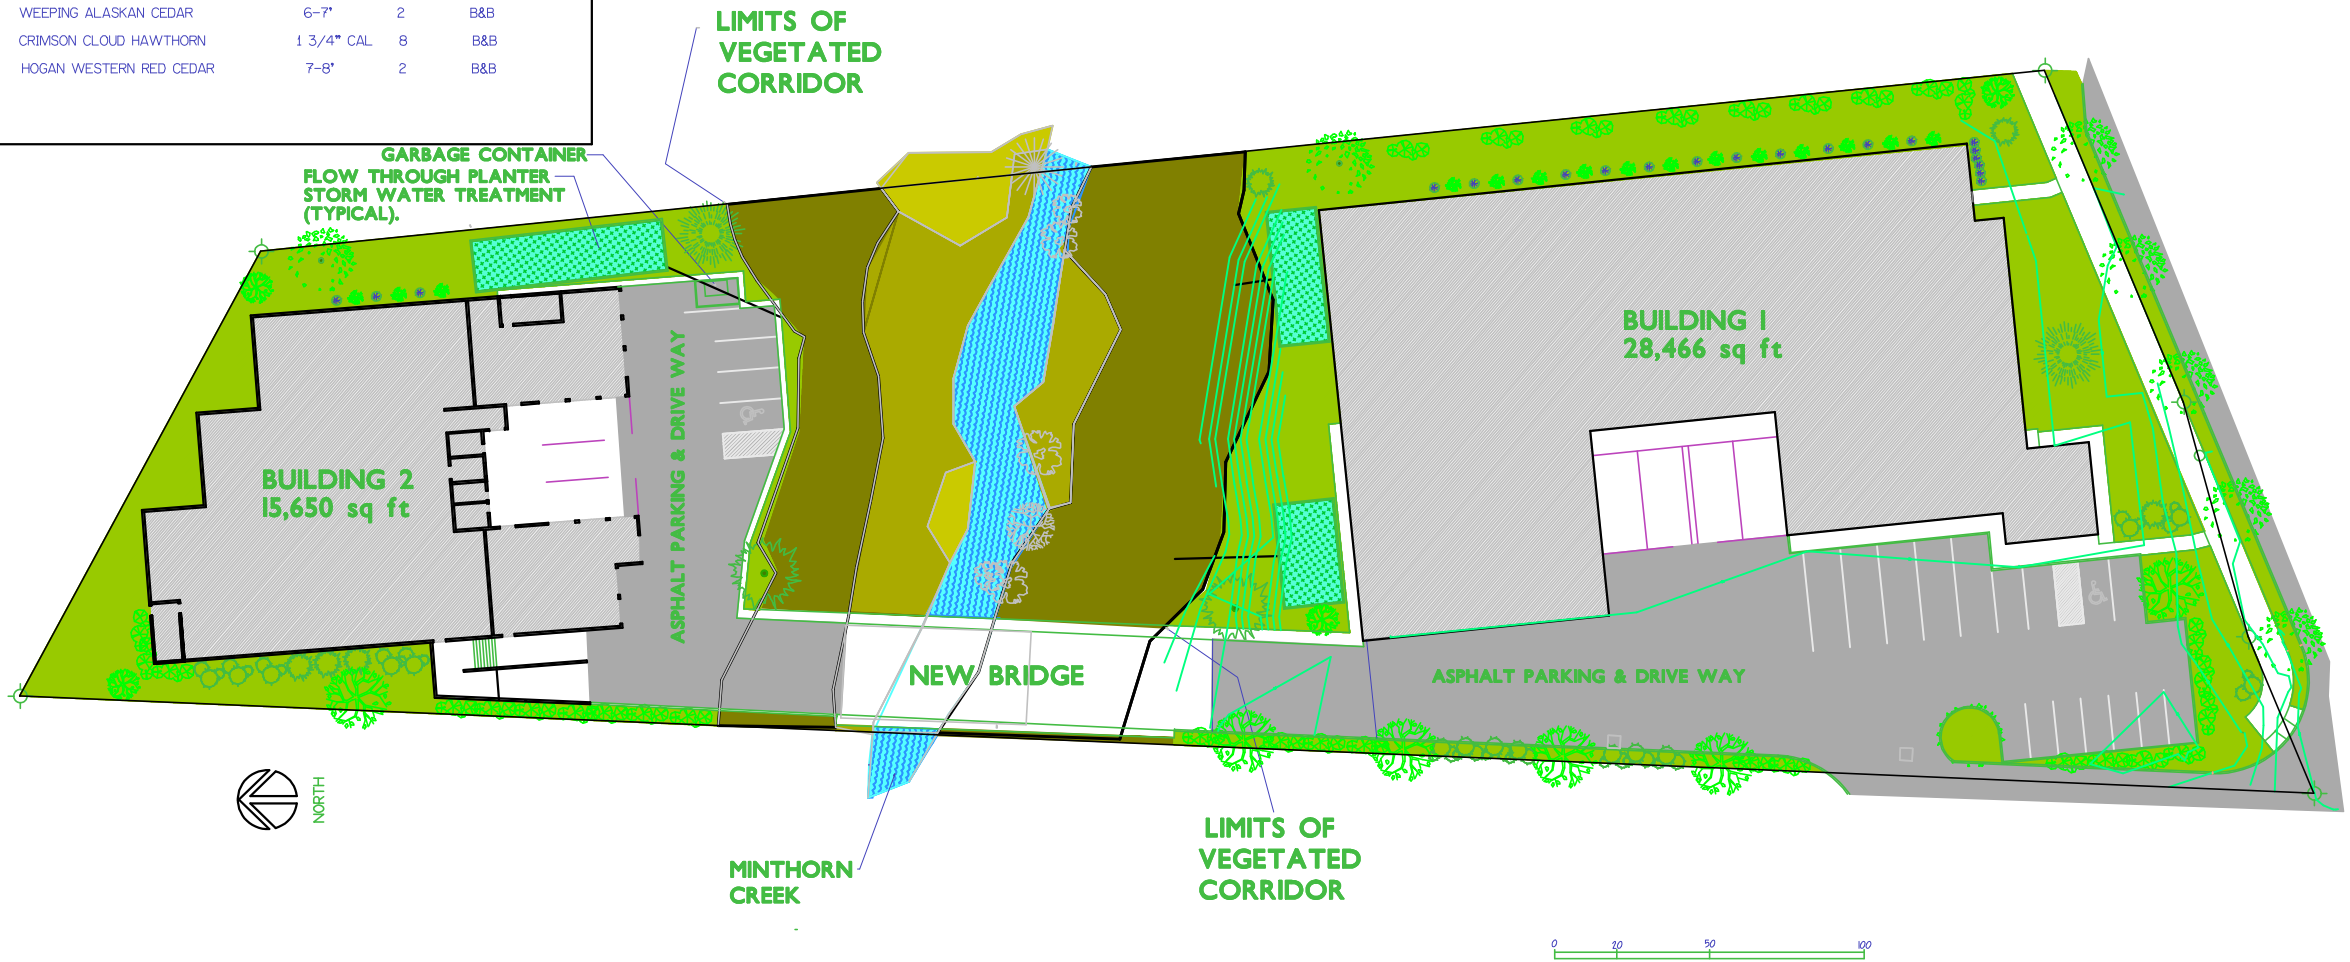 WEEPING ALASKAN CEDAR 6-7' 2 B&B
CRIMSON CLOUD HAWTHORN 1 3/4" CAL 8 B&B
HOGAN WESTERN RED CEDAR 7-8' 2 B&B
LIMITS OF
VEGETATED
CORRIDOR
GARBAGE CONTAINER
FLOW THROUGH PLANTER
STORM WATER TREATMENT
(TYPICAL).
BUILDING 1
28,466 sq ft
BUILDING 2
15,650 sq ft
ASPHALT PARKING & DRIVE WAY
NEW BRIDGE
ASPHALT PARKING & DRIVE WAY
NORTH
LIMITS OF
VEGETATED
CORRIDOR
MINTHORN
CREEK
0 20 50 100